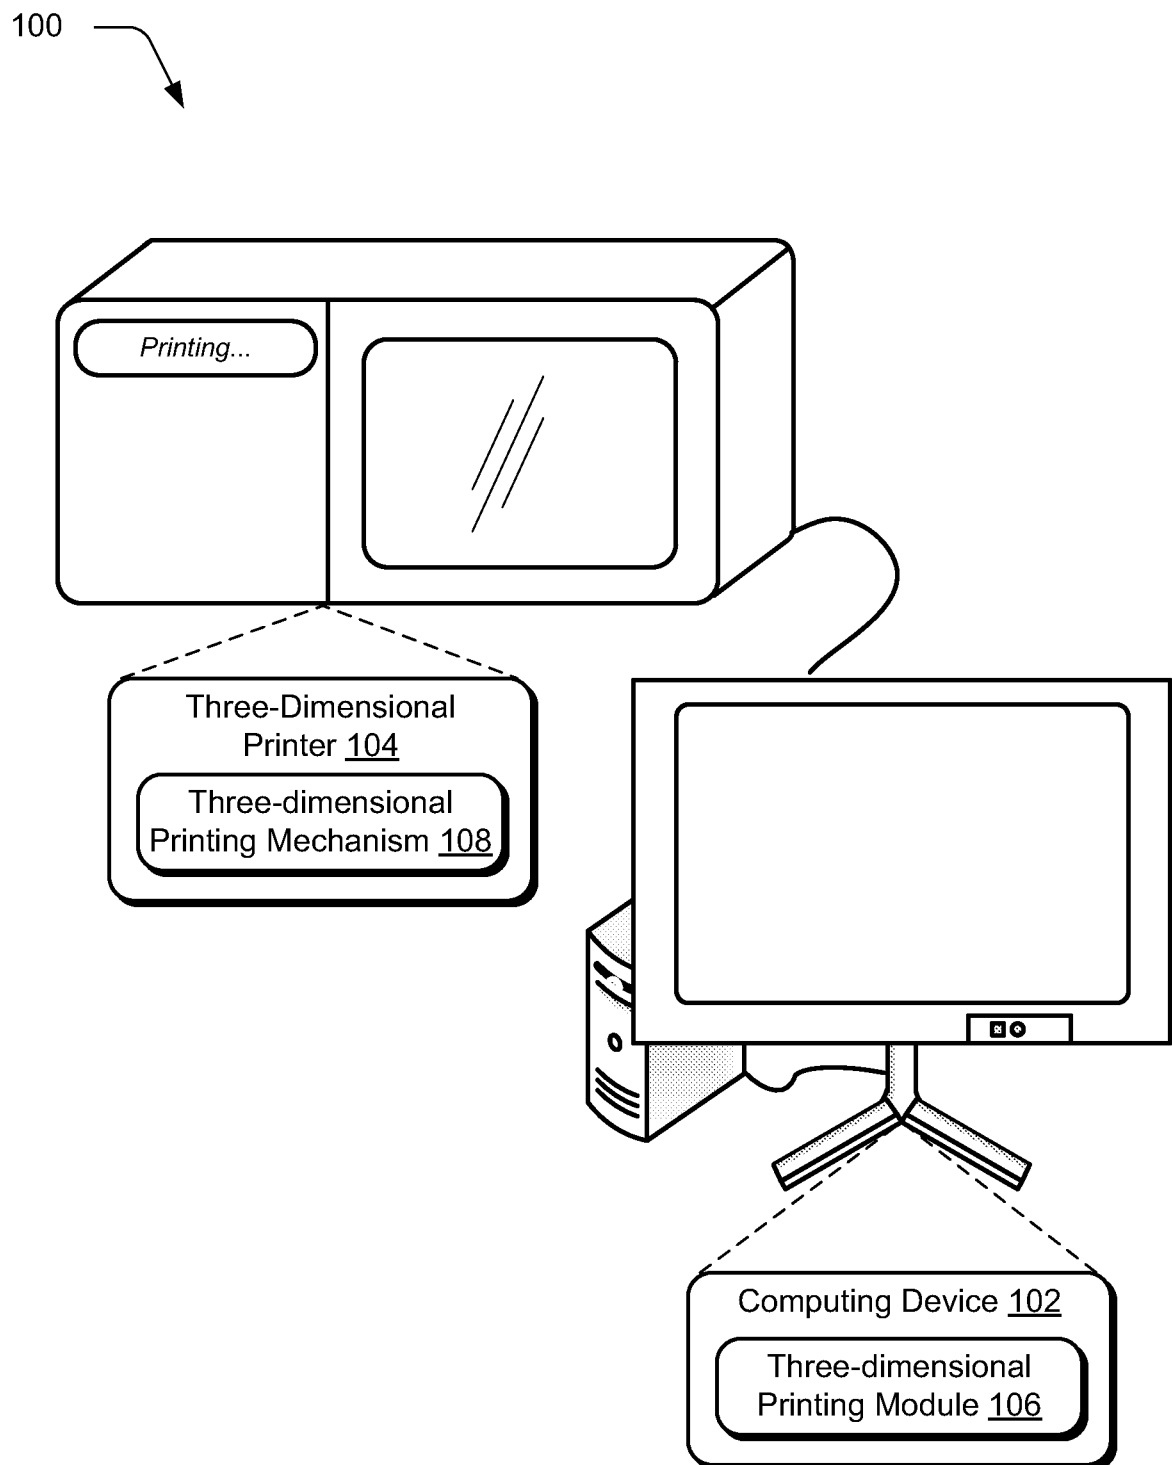 100
Printing...
Three-Dimensional
Printer 104
Three-dimensional
Printing Mechanism 108
Computing Device 102
Three-dimensional
Printing Module 106